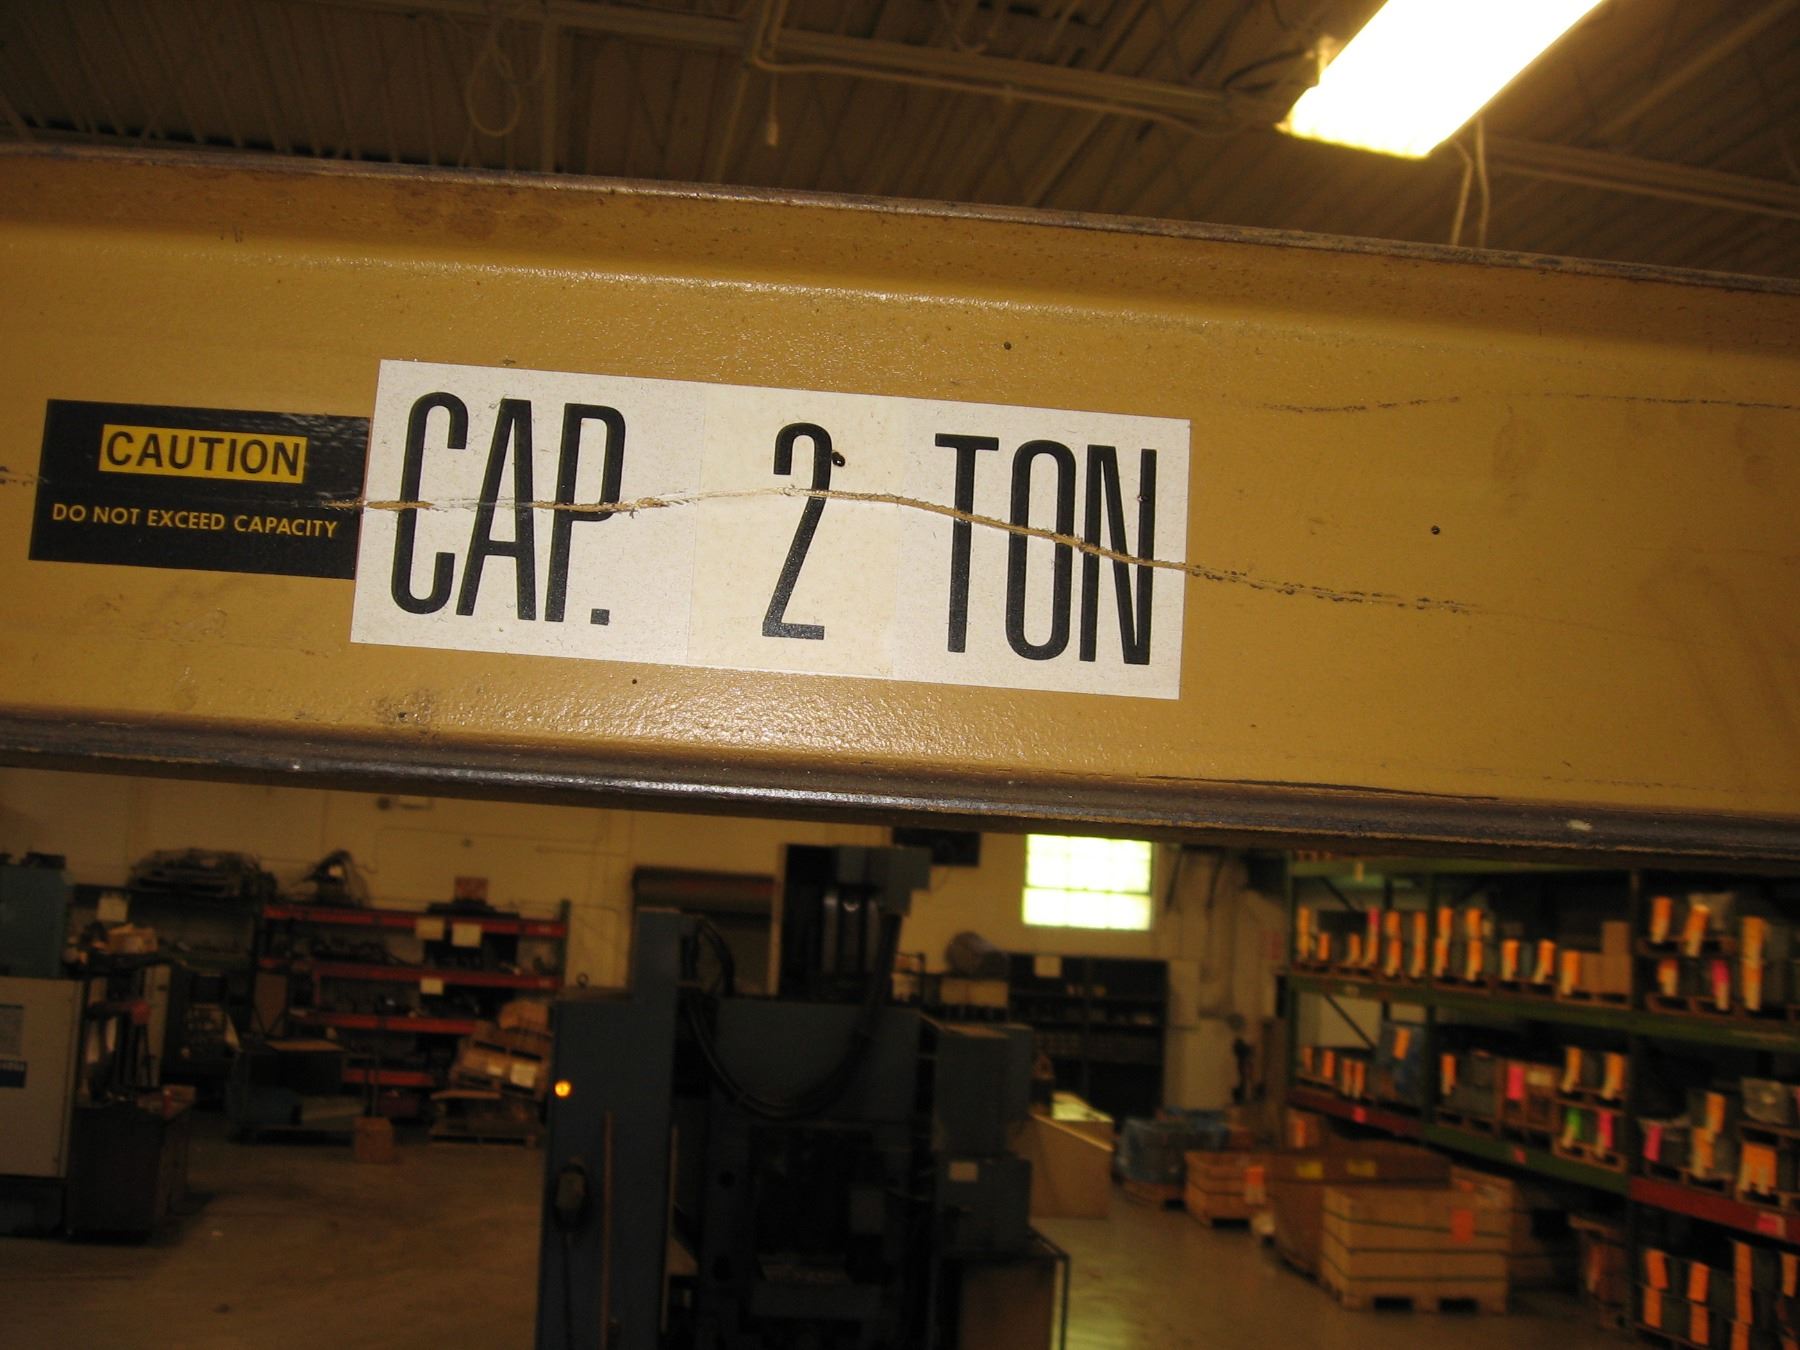 CAUTION
DO NOT EXCEED CAPACITY
CAP. 2 TON